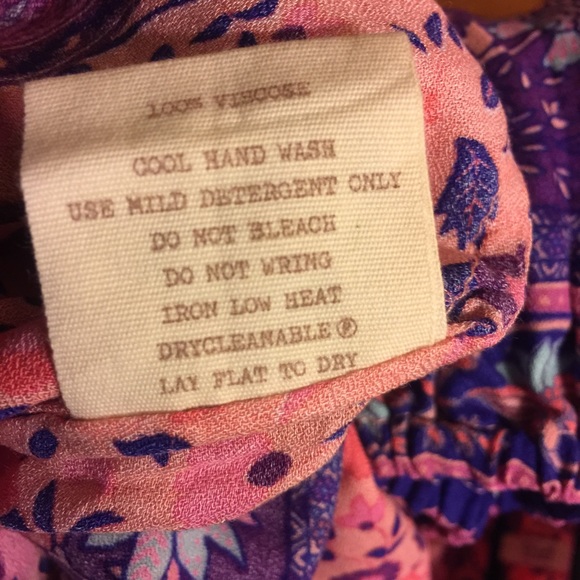 100% VISCOSE
COOL HAND WASH
USE MILD DETERGENT ONLY
DO NOT BLEACH
DO NOT WRING
IRON LOW HEAT
DRYCLEANABLE Ⓟ
LAY FLAT TO DRY